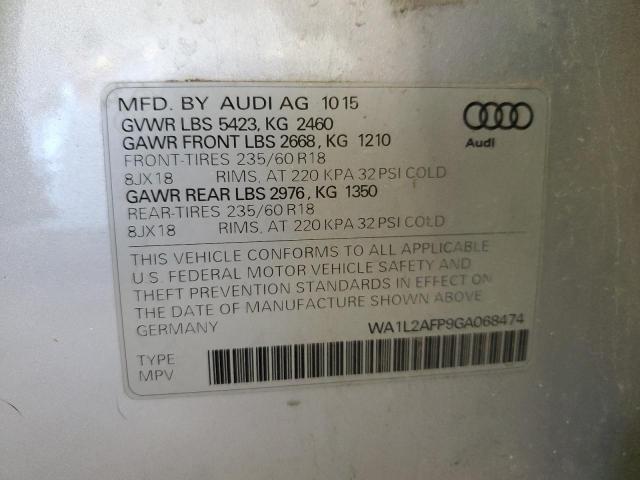 MFD. BY AUDI AG 10 15
GVWR LBS 5423, KG 2460
GAWR FRONT LBS 2668, KG 1210
FRONT-TIRES 235/60 R18
8JX18 RIMS, AT 220 KPA 32 PSI COLD
GAWR REAR LBS 2976, KG 1350
REAR-TIRES 235/60 R18
8JX18 RIMS, AT 220 KPA 32 PSI COLD
Audi
THIS VEHICLE CONFORMS TO ALL APPLICABLE
U.S. FEDERAL MOTOR VEHICLE SAFETY AND
THEFT PREVENTION STANDARDS IN EFFECT ON
THE DATE OF MANUFACTURE SHOWN ABOVE
GERMANY WA1L2AFP9GA068474
TYPE
MPV